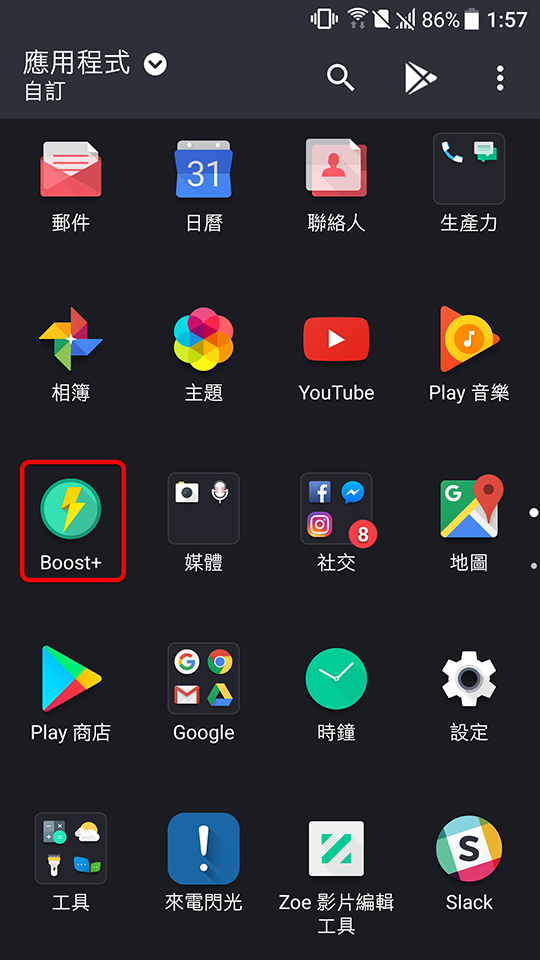 86% 1:57
應用程式
自訂
31
郵件 日曆 聯絡人 生產力
相簿 主題 YouTube Play 音樂
8
G
Boost+ 媒體 社交 地圖
Play 商店 Google 時鐘 設定
S
工具 來電閃光 Zoe 影片編輯 Slack
工具